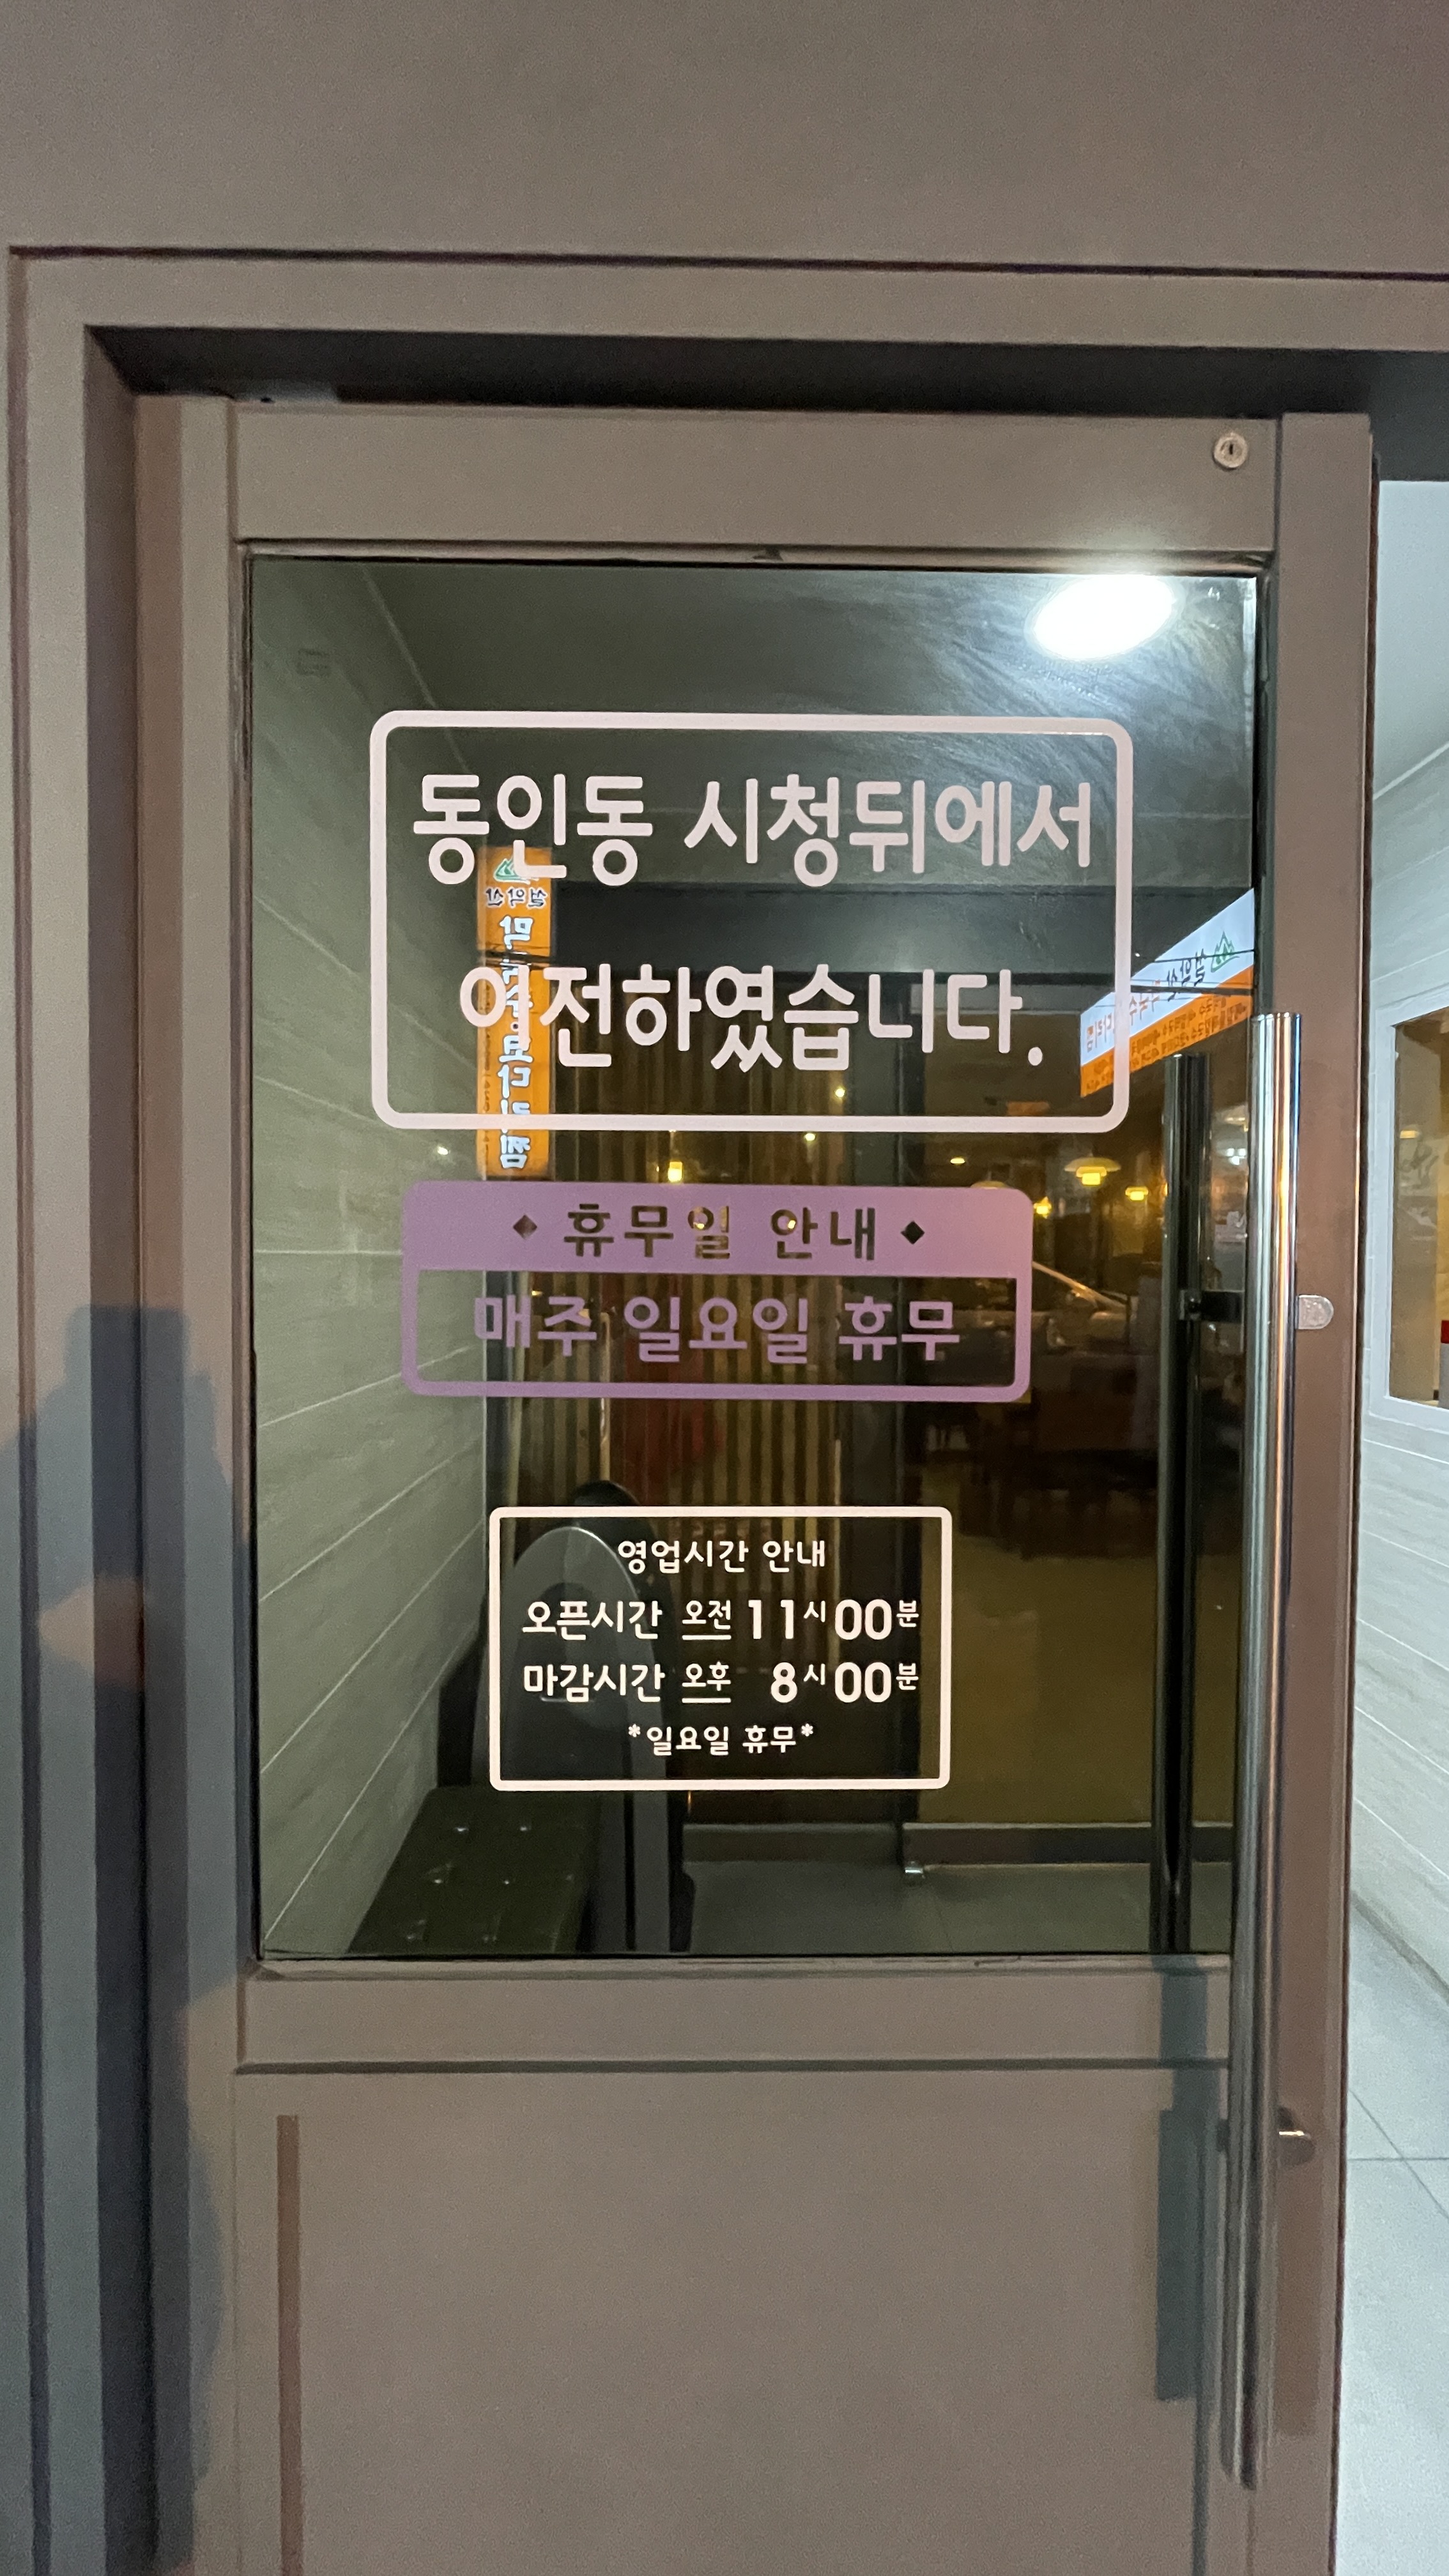 동인동 시청뒤에서
이전하였습니다.
◆ 휴무일 안내 ◆
매주 일요일 휴무
영업시간 안내
오픈시간 오전 11시00분
마감시간 오후 8시00분
*일요일 휴무*
설악산